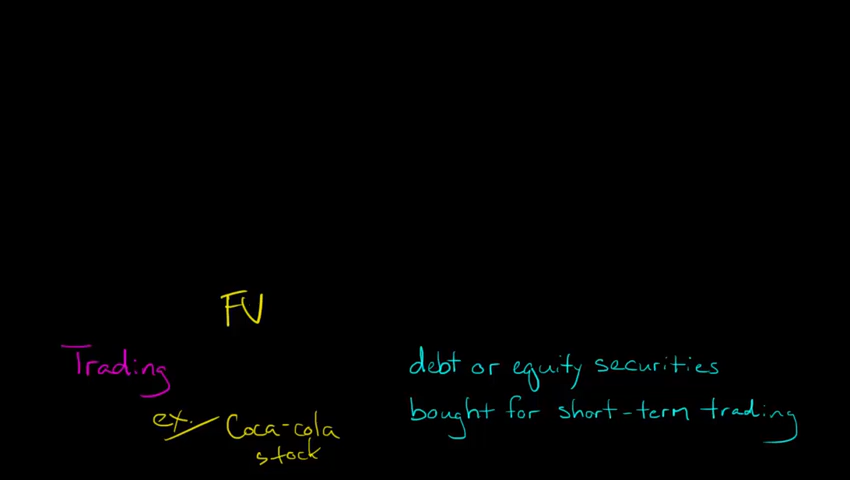 FV
Trading
debt or equity securities
bought for short-term trading
ex. Coca-cola
stock